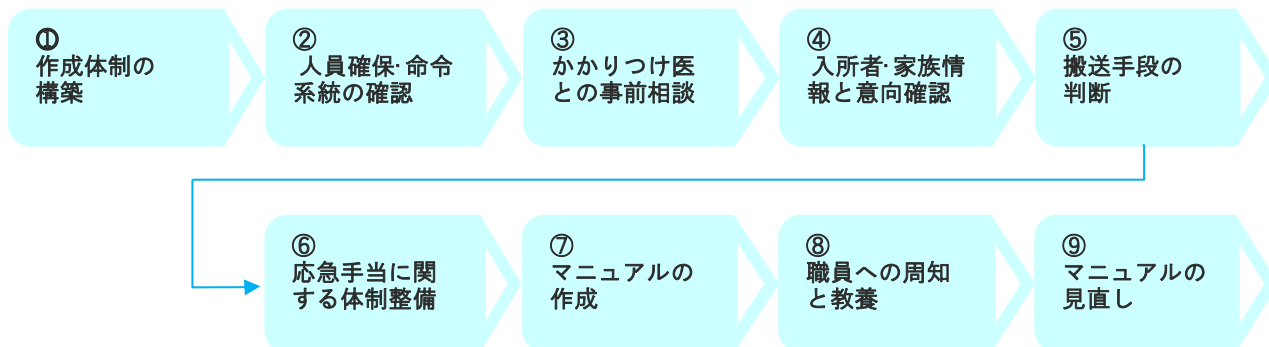 ①
作成体制の
構築
②
人員確保･命令
系統の確認
③
かかりつけ医
との事前相談
④
入所者･家族情
報と意向確認
⑤
搬送手段の
判断
⑥
応急手当に関
する体制整備
⑦
マニュアルの
作成
⑧
職員への周知
と教養
⑨
マニュアルの
見直し